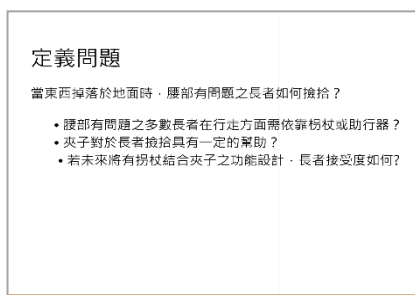 定義問題
當東西掉落於地面時，腰部有問題之長者如何撿拾？
• 腰部有問題之多數長者在行走方面需依靠柺杖或助行器？
• 夾子對於長者撿拾具有一定的幫助？
• 若未來將有拐杖結合夾子之功能設計，長者接受度如何?